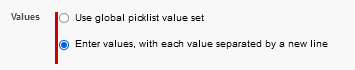 Values
Use global picklist value set
Enter values, with each value separated by a new line